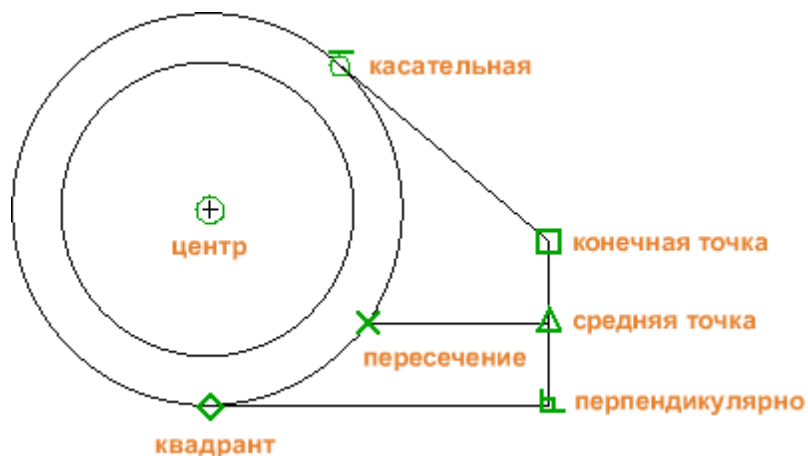 касательная
центр
конечная точка
средняя точка
пересечение
перпендикулярно
квадрант